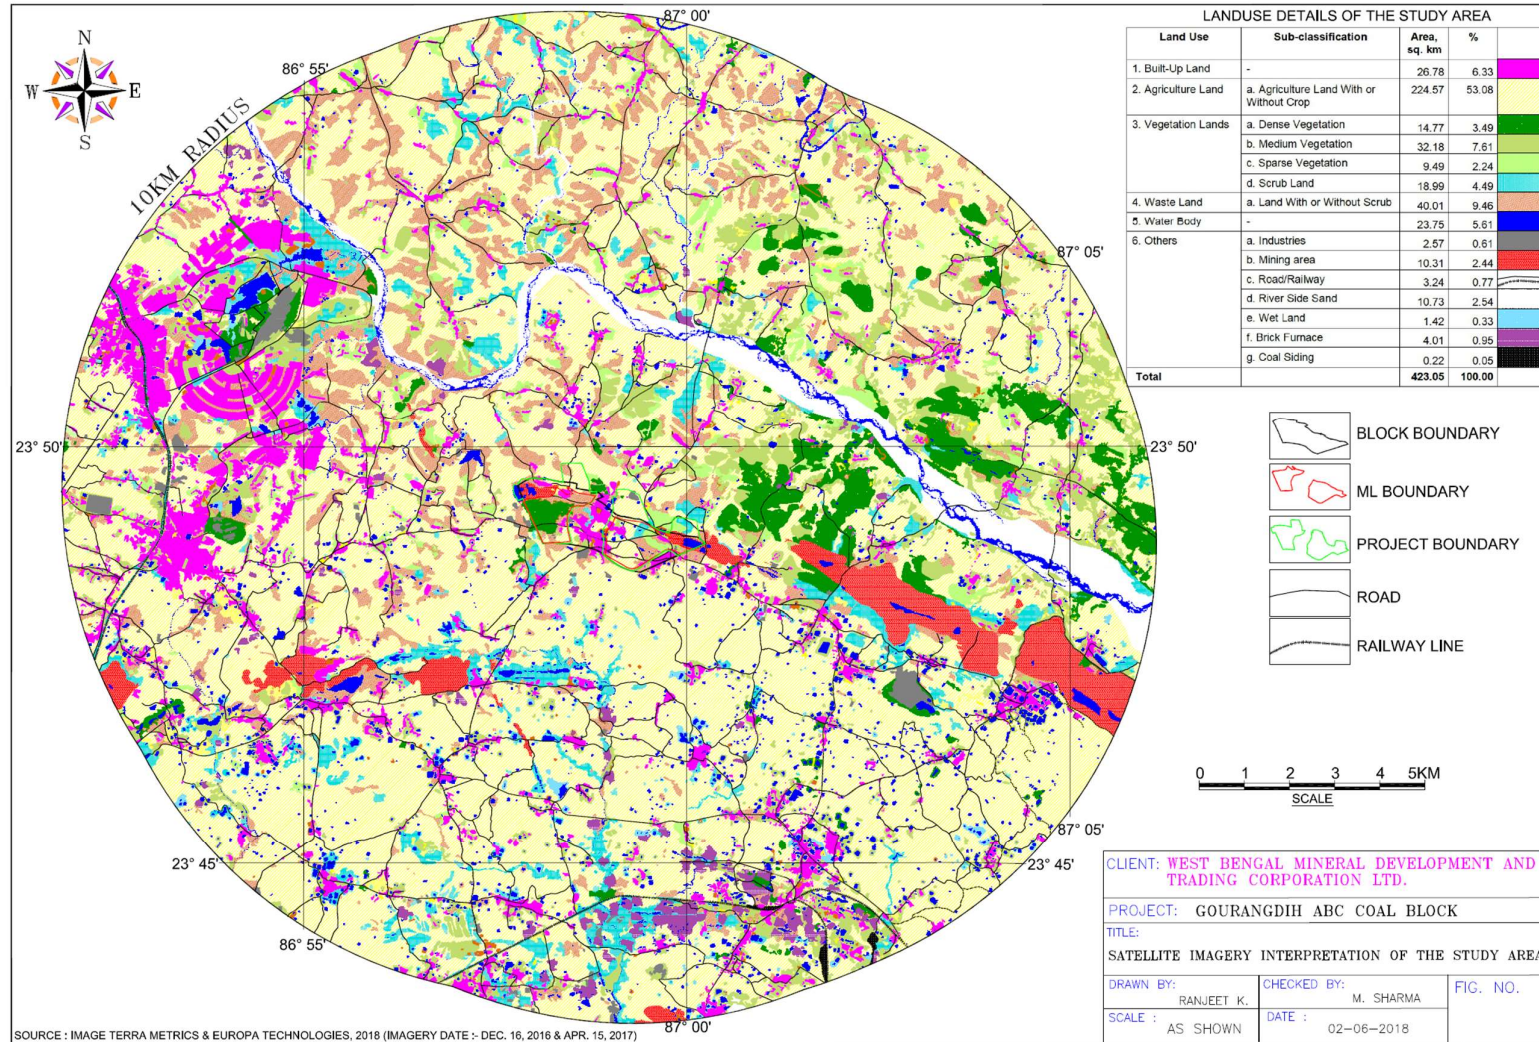 N
W E
S
10KM RADIUS
86° 55'
87° 00'
87° 05'
23° 50'
23° 50'
87° 05'
23° 45'
23° 45'
86° 55'
87° 00'
LANDUSE DETAILS OF THE STUDY AREA
Land Use Sub-classification Area, sq. km %
1. Built-Up Land - 26.78 6.33
2. Agriculture Land a. Agriculture Land With or Without Crop 224.57 53.08
3. Vegetation Lands a. Dense Vegetation 14.77 3.49
b. Medium Vegetation 32.18 7.61
c. Sparse Vegetation 9.49 2.24
d. Scrub Land 18.99 4.49
4. Waste Land a. Land With or Without Scrub 40.01 9.46
5. Water Body - 23.75 5.61
6. Others a. Industries 2.57 0.61
b. Mining area 10.31 2.44
c. Road/Railway 3.24 0.77
d. River Side Sand 10.73 2.54
e. Wet Land 1.42 0.33
f. Brick Furnace 4.01 0.95
g. Coal Siding 0.22 0.05
Total 423.05 100.00
BLOCK BOUNDARY
ML BOUNDARY
PROJECT BOUNDARY
ROAD
RAILWAY LINE
0 1 2 3 4 5KM
SCALE
CLIENT: WEST BENGAL MINERAL DEVELOPMENT AND
TRADING CORPORATION LTD.
PROJECT: GOURANGDIH ABC COAL BLOCK
TITLE:
SATELLITE IMAGERY INTERPRETATION OF THE STUDY AREA
DRAWN BY: CHECKED BY: FIG. NO.
RANJEET K. M. SHARMA
SCALE : DATE :
AS SHOWN 02-06-2018
SOURCE : IMAGE TERRA METRICS & EUROPA TECHNOLOGIES, 2018 (IMAGERY DATE :- DEC. 16, 2016 & APR. 15, 2017)